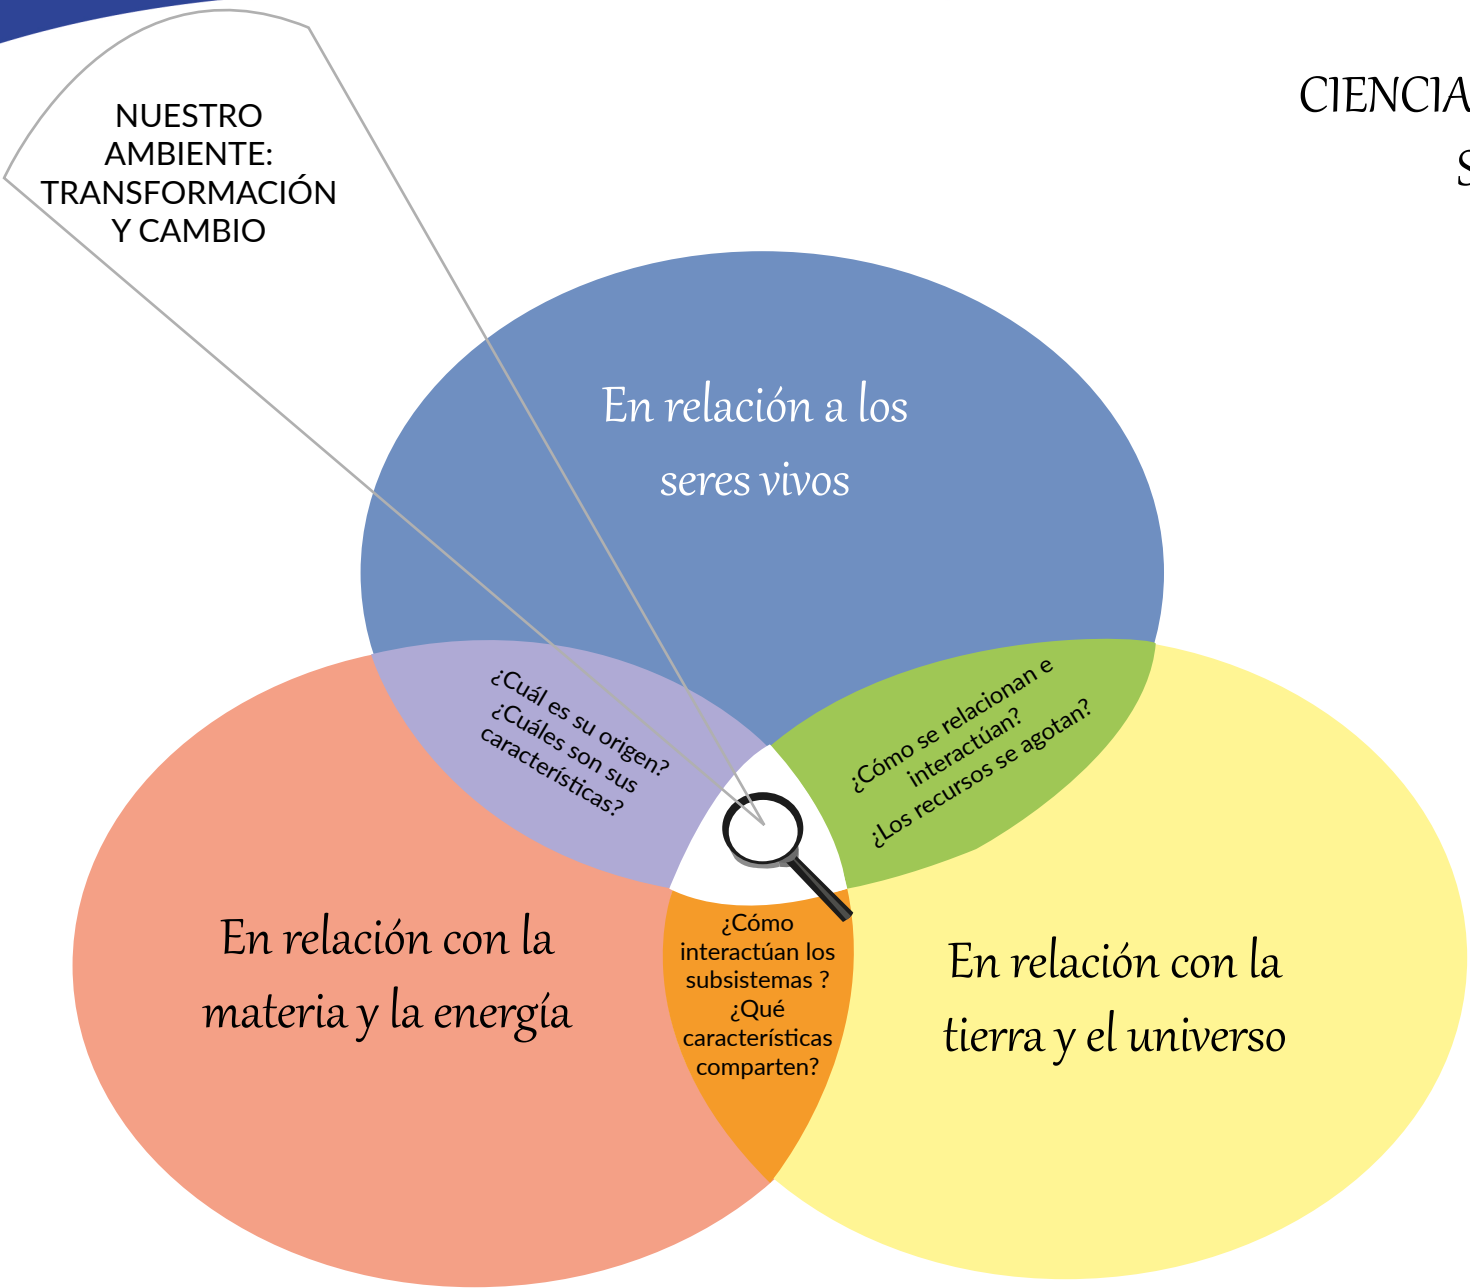 NUESTRO
AMBIENTE:
TRANSFORMACIÓN
Y CAMBIO
CIENCIA
S
En relación a los
seres vivos
¿Cuál es su origen?
¿Cuáles son sus
características?
¿Cómo se relacionan e
interactúan?
¿Los recursos se agotan?
En relación con la
materia y la energía
¿Cómo
interactúan los
subsistemas ?
¿Qué
características
comparten?
En relación con la
tierra y el universo